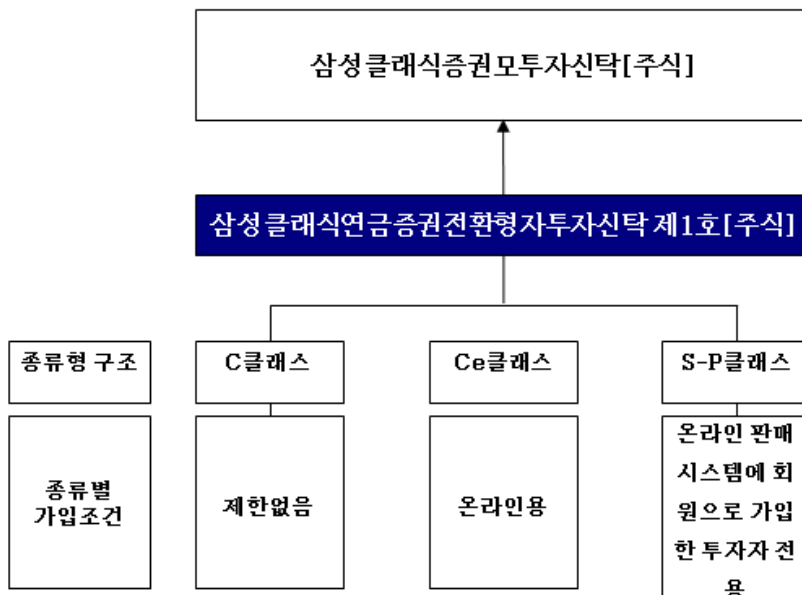 삼성클래식증권모투자신탁[주식]
삼성클래식연금증권전환형자투자신탁 제1호[주식]
종류형 구조
C클래스
Ce클래스
S-P클래스
종류별
가입조건
제한없음
온라인용
온라인 판매
시스템에 회
원으로 가입
한 투자자 전
용